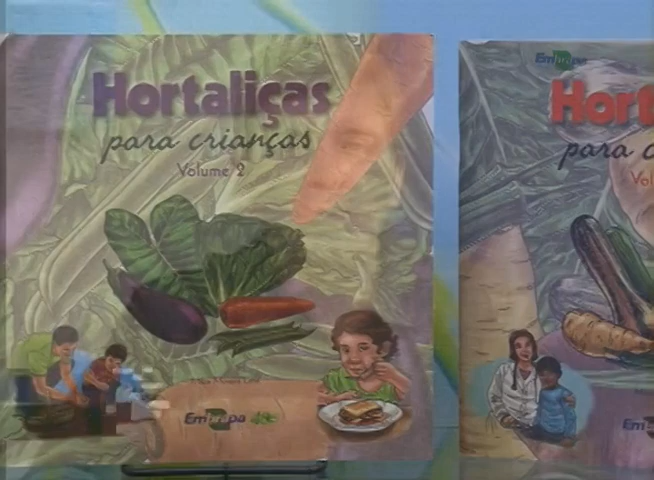 Hortaliças
para crianças
Volume 2
Embrapa
Embrapa
Hort
para c
Vol
Em